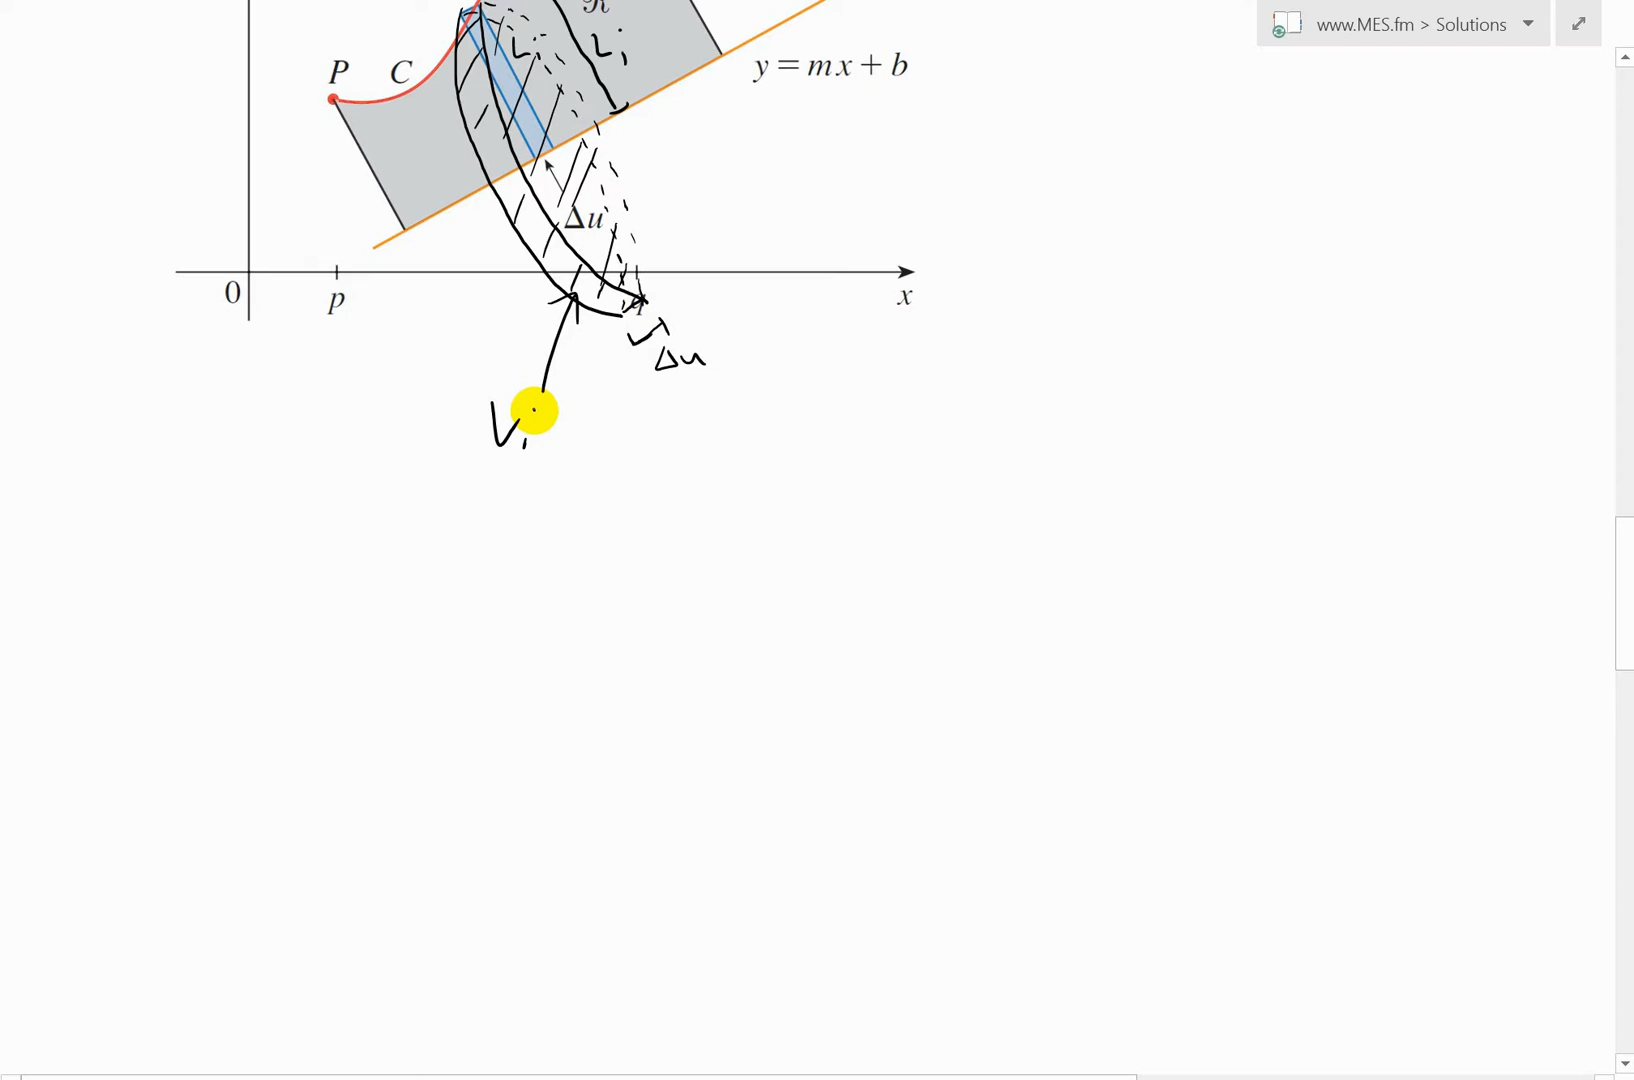 www.MES.fm > Solutions
ℛ
L i
L i
P
C
y = mx + b
Δu
0
p
q
x
Δu
V i